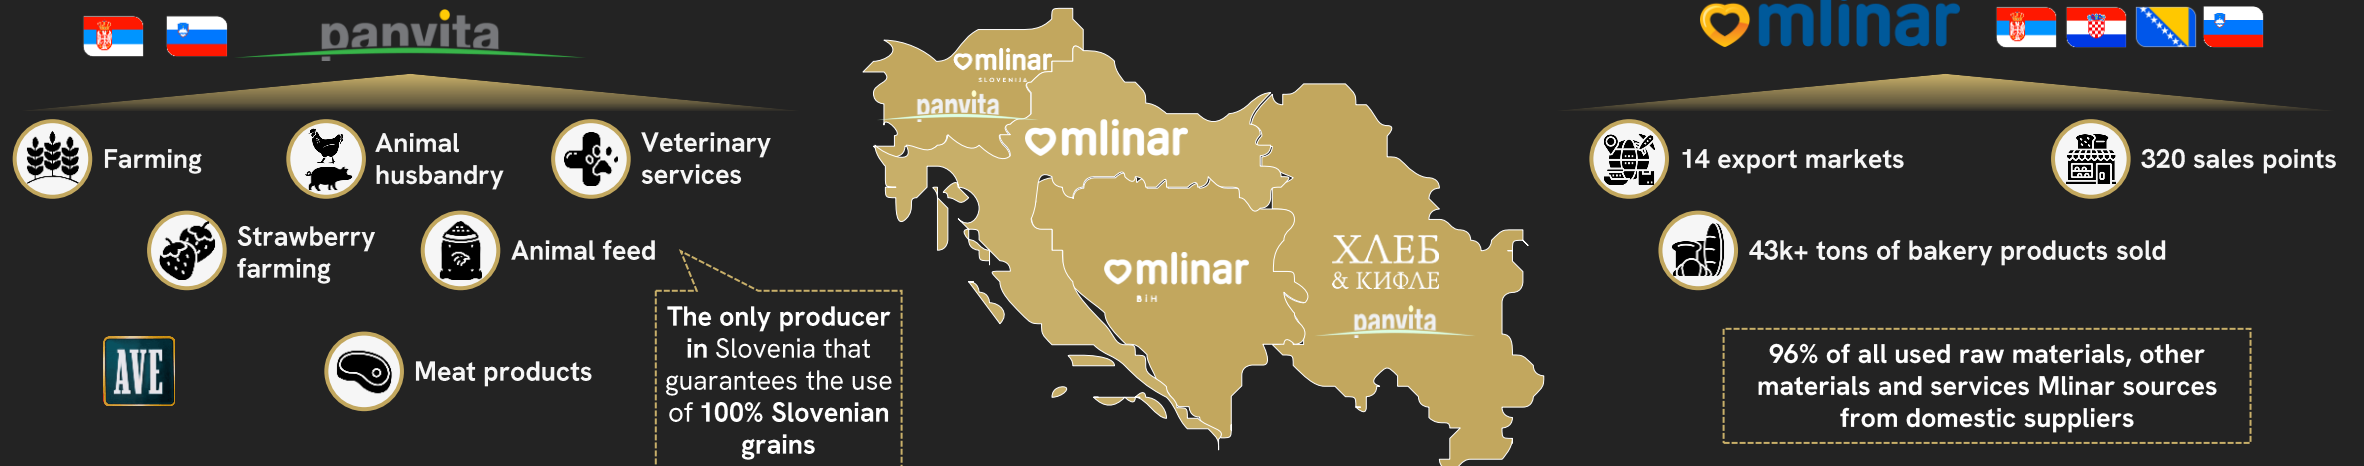 panvita
Farming
Animal
husbandry
Veterinary
services
Strawberry
farming
Animal feed
AVE
Meat products
The only producer
in Slovenia that
guarantees the use
of 100% Slovenian
grains
mlinar
SLOVENIJA
panvita
mlinar
mlinar
BIH
ХЛЕБ
& КИФЛЕ
panvita
mlinar
14 export markets
320 sales points
43k+ tons of bakery products sold
96% of all used raw materials, other
materials and services Mlinar sources
from domestic suppliers